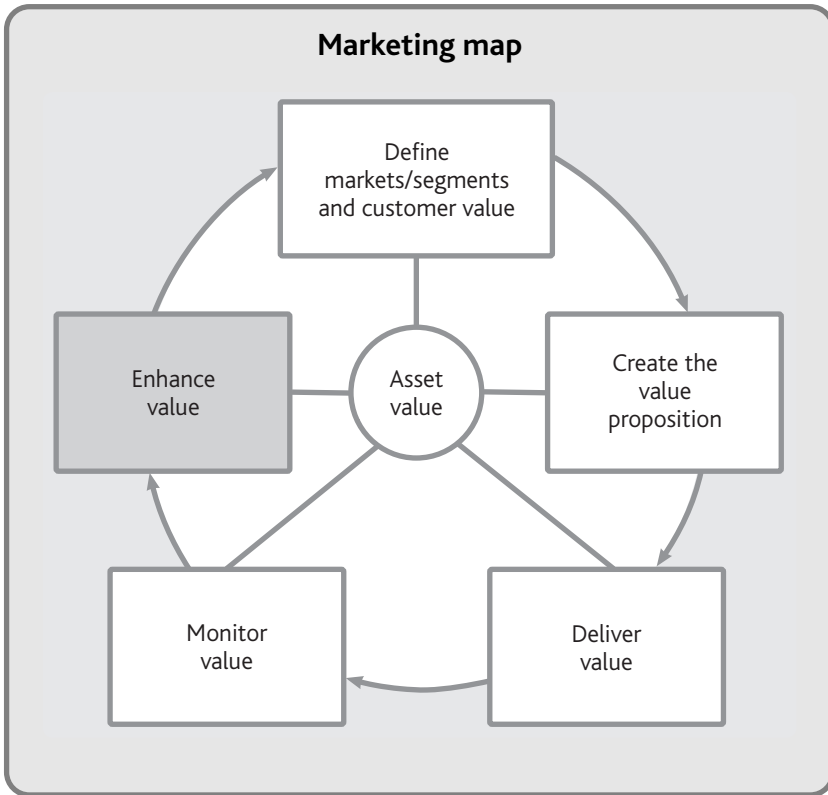 Marketing map
Define
markets/segments
and customer value
Enhance
value
Asset
value
Create the
value
proposition
Monitor
value
Deliver
value